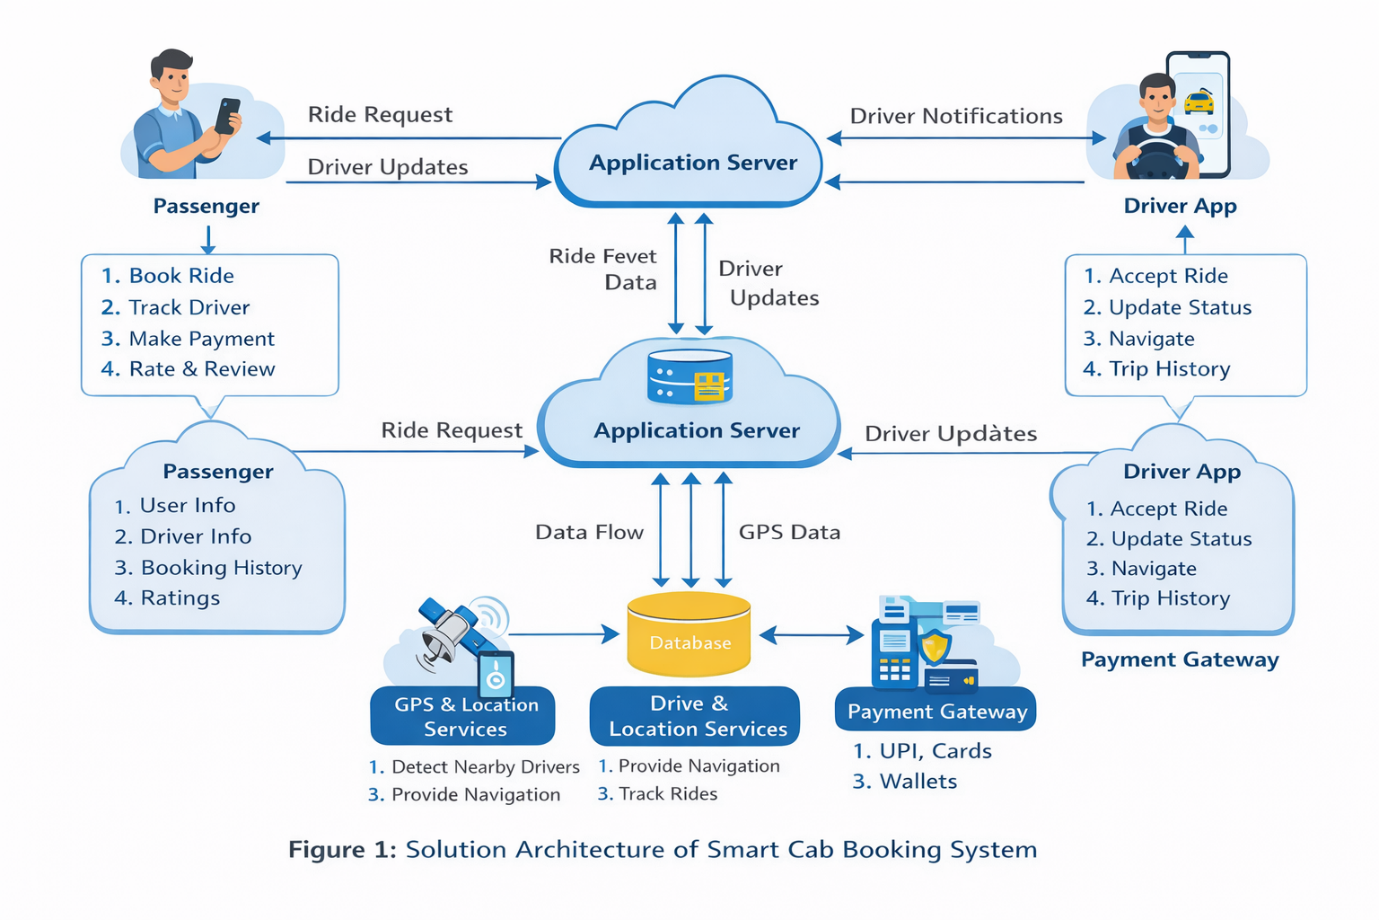 Ride Request
Driver Updates
Application Server
Driver Notifications
Passenger
Driver App
1. Book Ride
2. Track Driver
3. Make Payment
4. Rate & Review
Ride Fevet
Data
Driver
Updates
1. Accept Ride
2. Update Status
3. Navigate
4. Trip History
Ride Request
Application Server
Driver Updàtes
Passenger
1. User Info
2. Driver Info
3. Booking History
4. Ratings
Driver App
1. Accept Ride
2. Update Status
3. Navigate
4. Trip History
Payment Gateway
Data Flow
GPS Data
Database
GPS & Location
Services
1. Detect Nearby Drivers
3. Provide Navigation
Drive &
Location Services
1. Provide Navigation
3. Track Rides
Payment Gateway
1. UPI, Cards
3. Wallets
Figure 1: Solution Architecture of Smart Cab Booking System